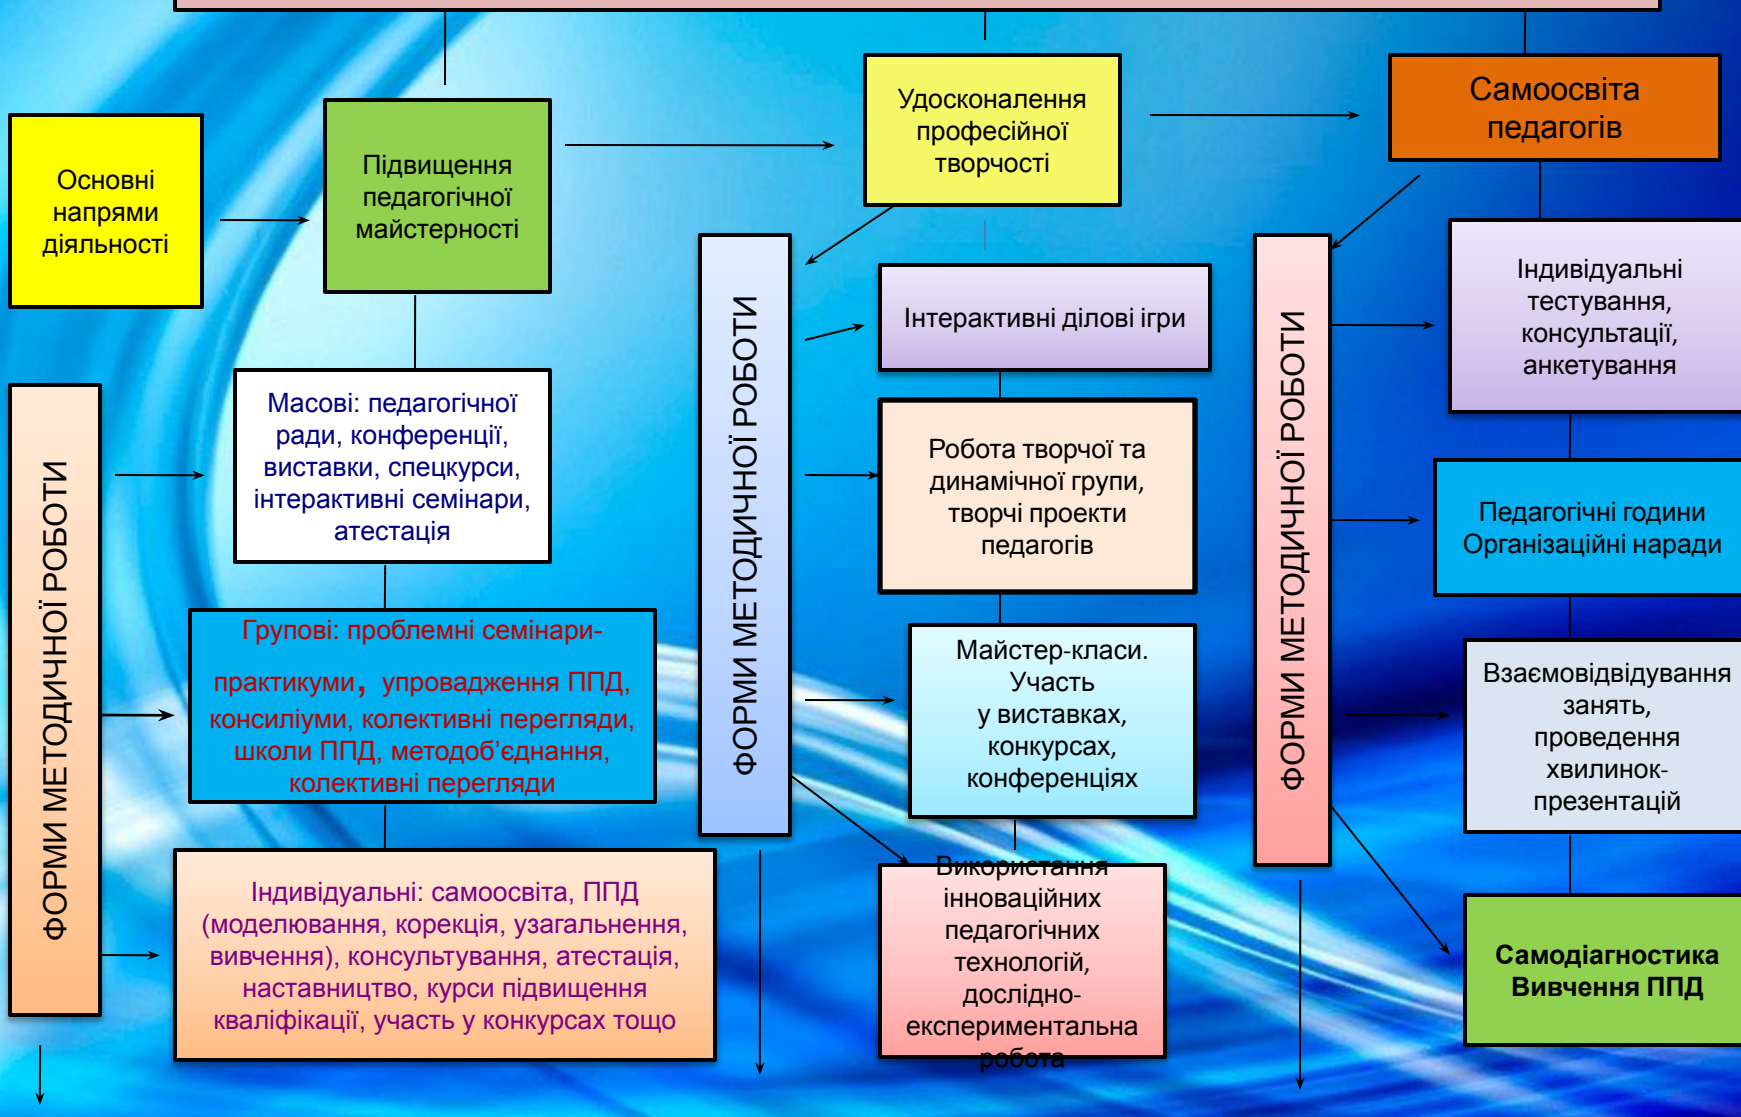 Основні
напрями
діяльності
Підвищення
педагогічної
майстерності
Удосконалення
професійної
творчості
Самоосвіта
педагогів
ФОРМИ МЕТОДИЧНОЇ РОБОТИ
Масові: педагогічної
ради, конференції,
виставки, спецкурси,
інтерактивні семінари,
атестація
Групові: проблемні семінари-
практикуми, упровадження ППД,
консиліуми, колективні перегляди,
школи ППД, методоб’єднання,
колективні перегляди
Індивідуальні: самоосвіта, ППД
(моделювання, корекція, узагальнення,
вивчення), консультування, атестація,
наставництво, курси підвищення
кваліфікації, участь у конкурсах тощо
ФОРМИ МЕТОДИЧНОЇ РОБОТИ
Інтерактивні ділові ігри
Робота творчої та
динамічної групи,
творчі проекти
педагогів
Майстер-класи.
Участь
у виставках,
конкурсах,
конференціях
Використання
інноваційних
педагогічних
технологій,
дослідно-
експериментальна
робота
ФОРМИ МЕТОДИЧНОЇ РОБОТИ
Індивідуальні
тестування,
консультації,
анкетування
Педагогічні години
Організаційні наради
Взаємовідвідування
занять,
проведення
хвилинок-
презентацій
Самодіагностика
Вивчення ППД